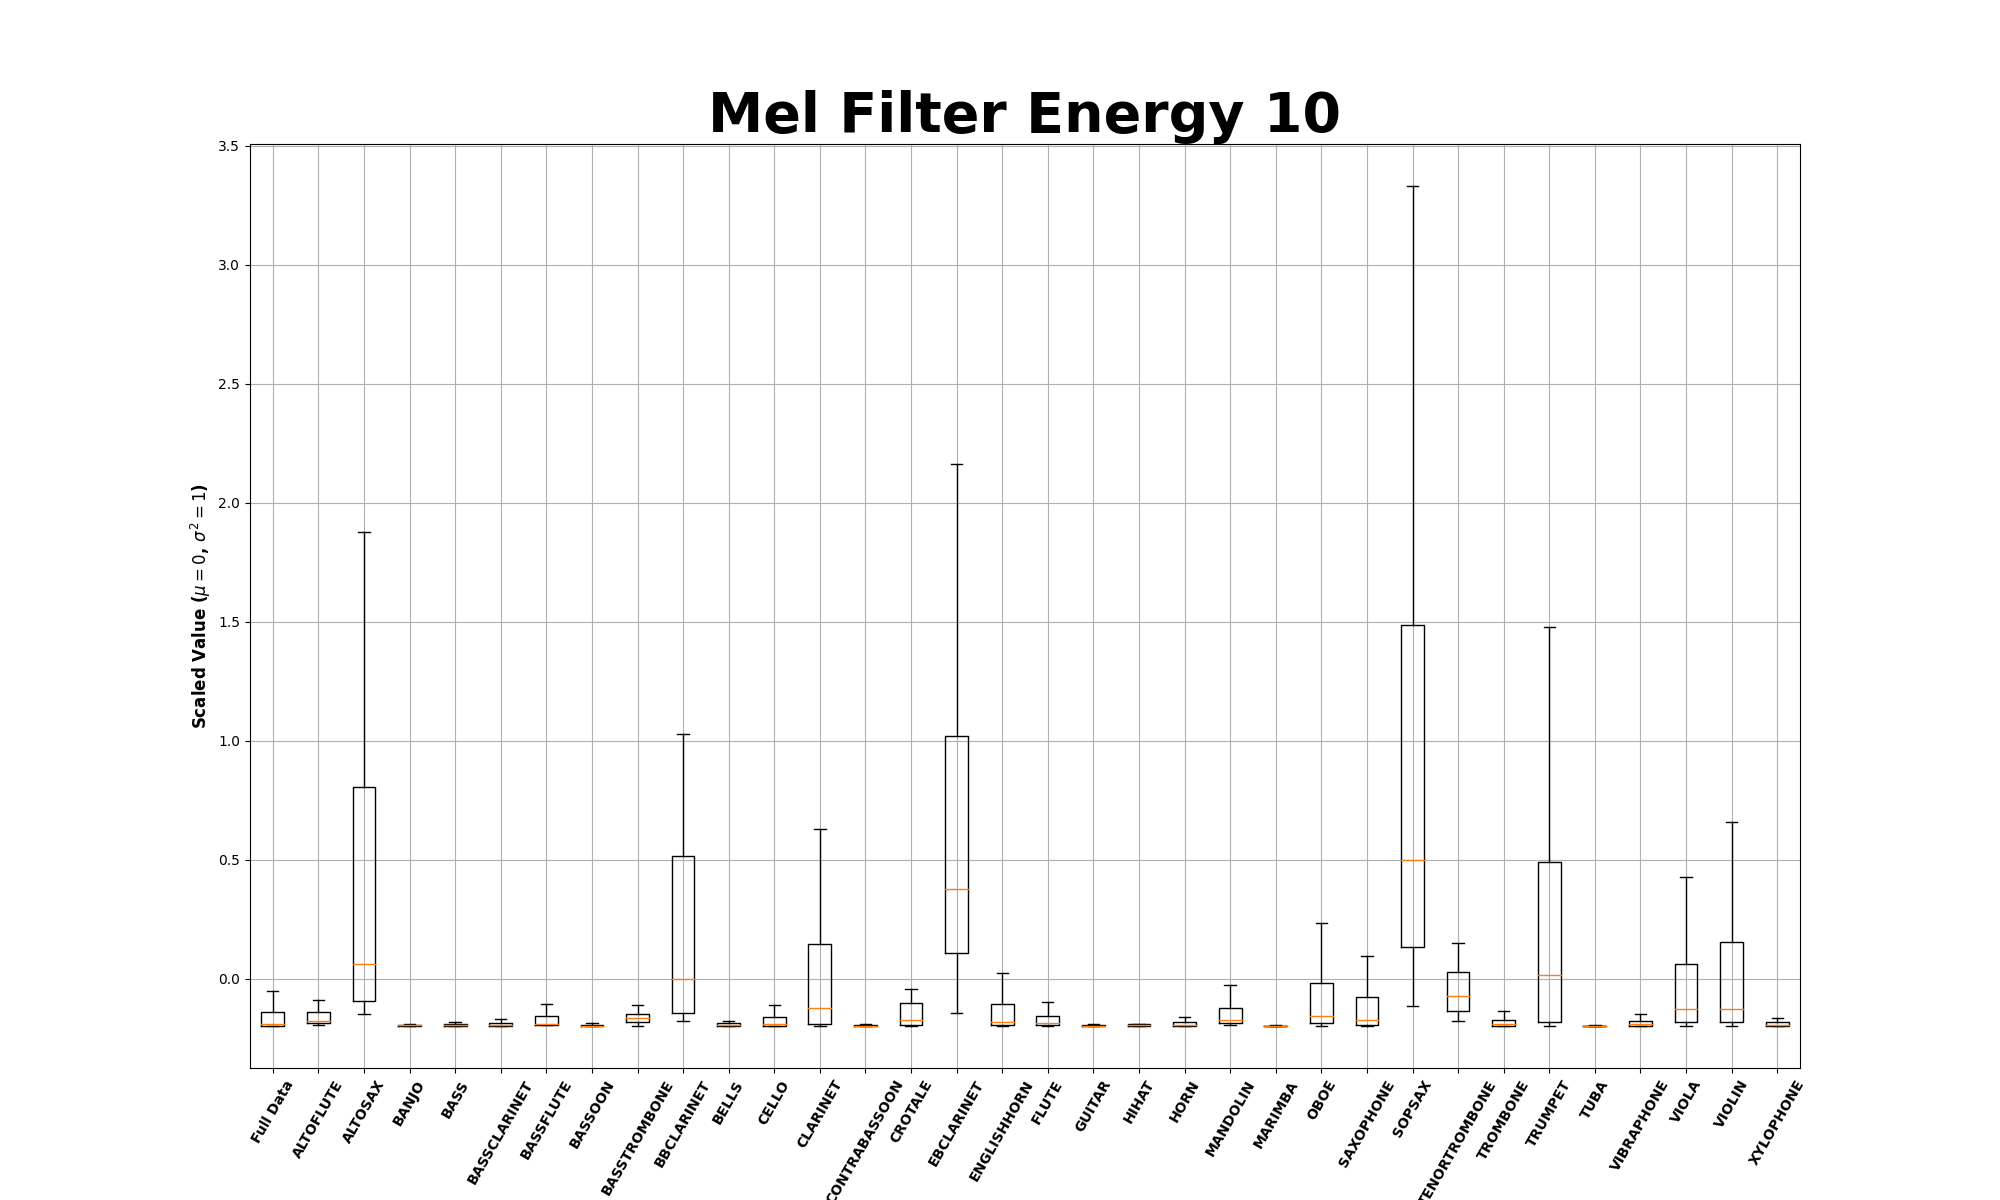 Mel Filter Energy 10
3.5
3.0
2.5
2.0
1.5
1.0
0.5
0.0
Scaled Value (μ = 0, σ² = 1)
Full Data
ALTOFLUTE
ALTOSAX
BANJO
BASS
BASSCLARINET
BASSFLUTE
BASSOON
BASSTROMBONE
BBCLARINET
BELLS
CELLO
CLARINET
CONTRABASSOON
CROTALE
EBCLARINET
ENGLISHHORN
FLUTE
GUITAR
HIHAT
HORN
MANDOLIN
MARIMBA
OBOE
SAXOPHONE
SOPSAX
TENORTROMBONE
TROMBONE
TRUMPET
TUBA
VIBRAPHONE
VIOLA
VIOLIN
XYLOPHONE